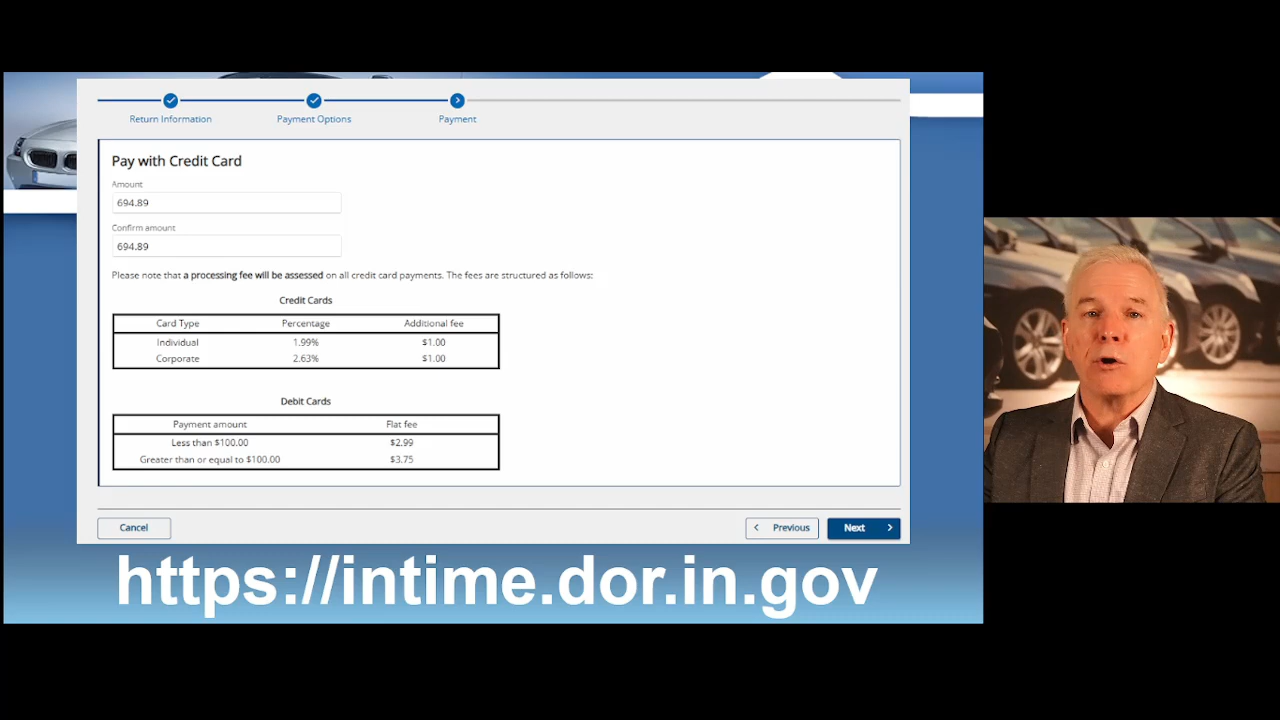 Return Information Payment Options Payment
Pay with Credit Card
Amount
694.89
Confirm amount
694.89
Please note that a processing fee will be assessed on all credit card payments. The fees are structured as follows:
Credit Cards
Card Type Percentage Additional fee
Individual 1.99% $1.00
Corporate 2.63% $1.00
Debit Cards
Payment amount Flat fee
Less than $100.00 $2.99
Greater than or equal to $100.00 $3.75
Cancel Previous Next
https://intime.dor.in.gov